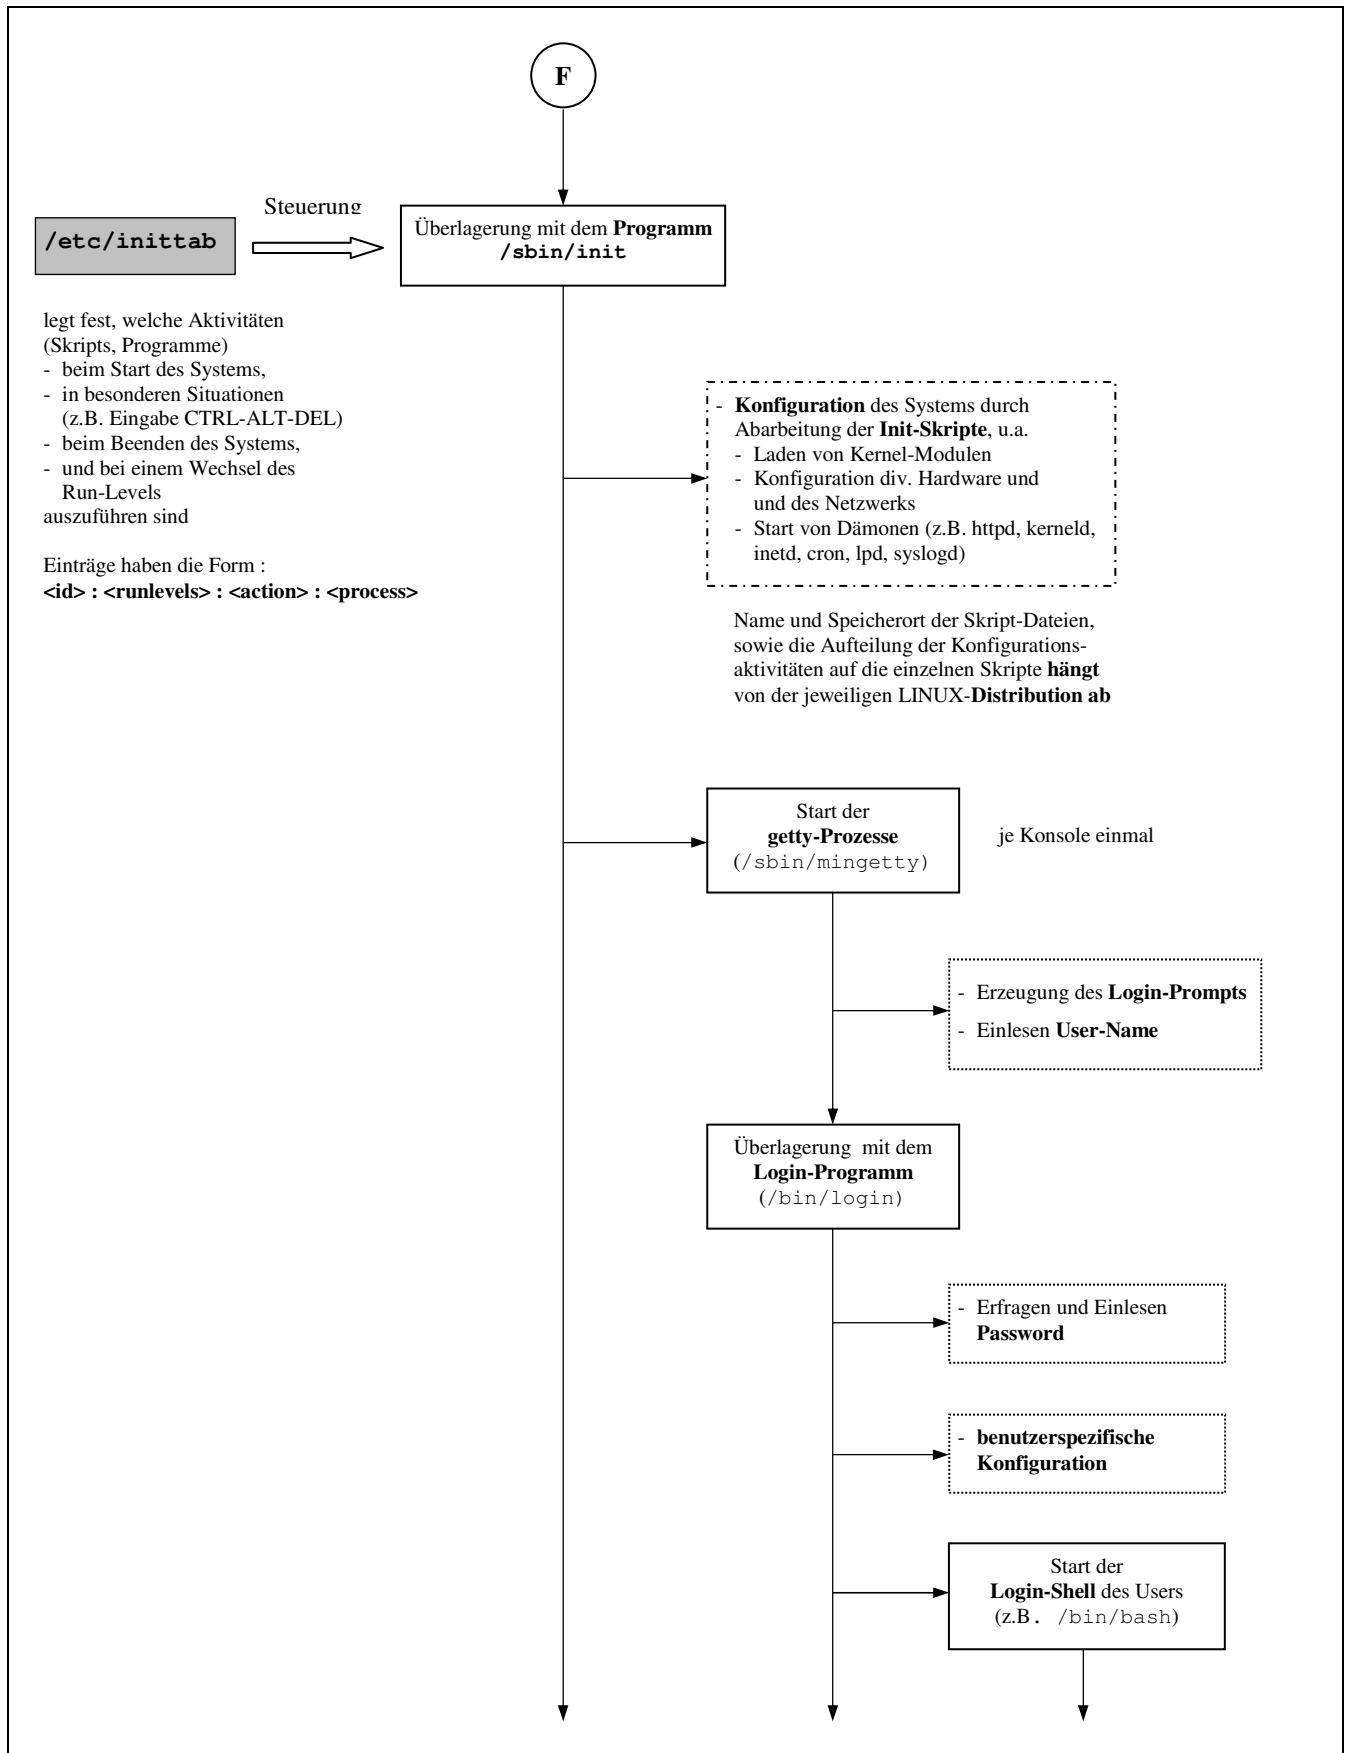 F
Steuerung
/etc/inittab
Überlagerung mit dem Programm
/sbin/init
legt fest, welche Aktivitäten
(Skripts, Programme)
- beim Start des Systems,
- in besonderen Situationen
(z.B. Eingabe CTRL-ALT-DEL)
- beim Beenden des Systems,
- und bei einem Wechsel des
Run-Levels
auszuführen sind
Einträge haben die Form :
<id> : <runlevels> : <action> : <process>
- Konfiguration des Systems durch
Abarbeitung der Init-Skripte, u.a.
- Laden von Kernel-Modulen
- Konfiguration div. Hardware und
und des Netzwerks
- Start von Dämonen (z.B. httpd, kerneld,
inetd, cron, lpd, syslogd)
Name und Speicherort der Skript-Dateien,
sowie die Aufteilung der Konfigurations-
aktivitäten auf die einzelnen Skripte hängt
von der jeweiligen LINUX-Distribution ab
Start der
getty-Prozesse
(/sbin/mingetty)
je Konsole einmal
- Erzeugung des Login-Prompts
- Einlesen User-Name
Überlagerung mit dem
Login-Programm
(/bin/login)
- Erfragen und Einlesen
Password
- benutzerspezifische
Konfiguration
Start der
Login-Shell des Users
(z.B. /bin/bash)